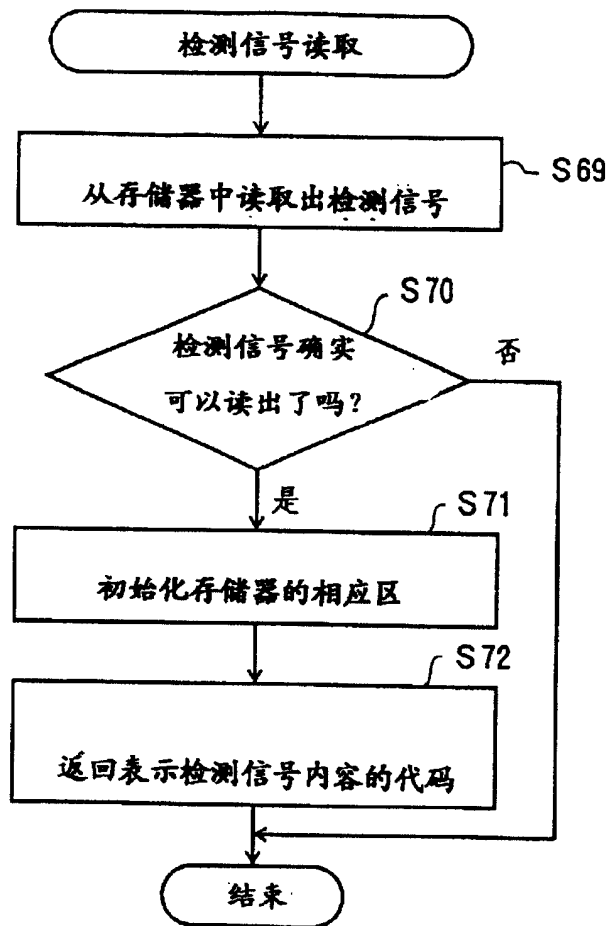 检测信号读取
S69
从存储器中读取出检测信号
S70
检测信号确实
可以读出了吗?
否
是
S71
初始化存储器的相应区
S72
返回表示检测信号内容的代码
结束